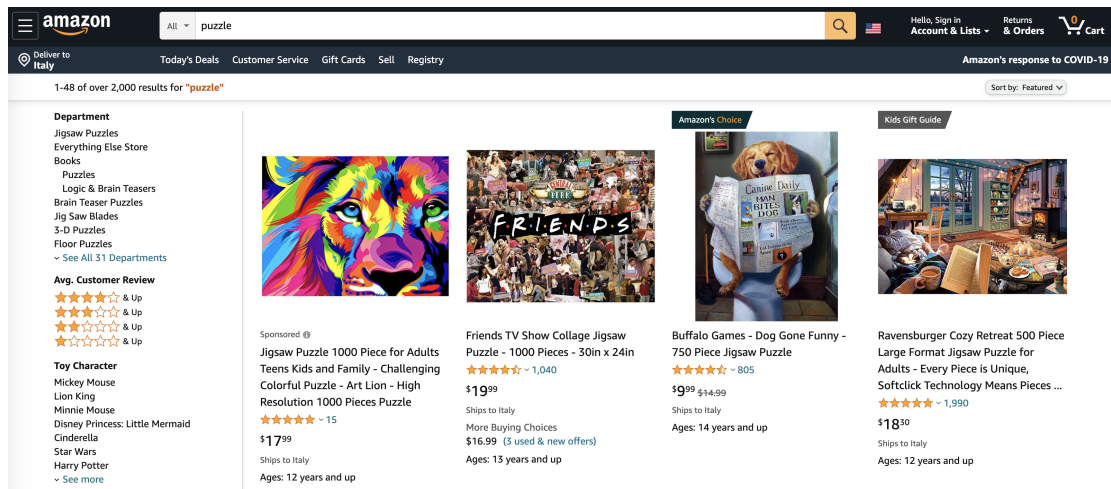 amazon
All
puzzle
Hello, Sign in
Account & Lists
Returns
& Orders
0
Cart
Deliver to
Italy
Today's Deals
Customer Service
Gift Cards
Sell
Registry
Amazon's response to COVID-19
1-48 of over 2,000 results for "puzzle"
Sort by: Featured
Department
Jigsaw Puzzles
Everything Else Store
Books
Puzzles
Logic & Brain Teasers
Brain Teaser Puzzles
Jig Saw Blades
3-D Puzzles
Floor Puzzles
See All 31 Departments
Avg. Customer Review
& Up
& Up
& Up
& Up
Toy Character
Mickey Mouse
Lion King
Minnie Mouse
Disney Princess: Little Mermaid
Cinderella
Star Wars
Harry Potter
See more
Sponsored
Jigsaw Puzzle 1000 Piece for Adults
Teens Kids and Family - Challenging
Colorful Puzzle - Art Lion - High
Resolution 1000 Pieces Puzzle
15
$17 99
Ships to Italy
Ages: 12 years and up
CENTRAL
PERK
F·R·I·E·N·D·S
Friends TV Show Collage Jigsaw
Puzzle - 1000 Pieces - 30in x 24in
1,040
$19 99
Ships to Italy
More Buying Choices
$16.99 (3 used & new offers)
Ages: 13 years and up
Amazon's Choice
Canine Daily
MAN
BITES
DOG
Buffalo Games - Dog Gone Funny -
750 Piece Jigsaw Puzzle
805
$9 99 $14.99
Ships to Italy
Ages: 14 years and up
Kids Gift Guide
Ravensburger Cozy Retreat 500 Piece
Large Format Jigsaw Puzzle for
Adults - Every Piece is Unique,
Softclick Technology Means Pieces ...
1,990
$18 30
Ships to Italy
Ages: 12 years and up